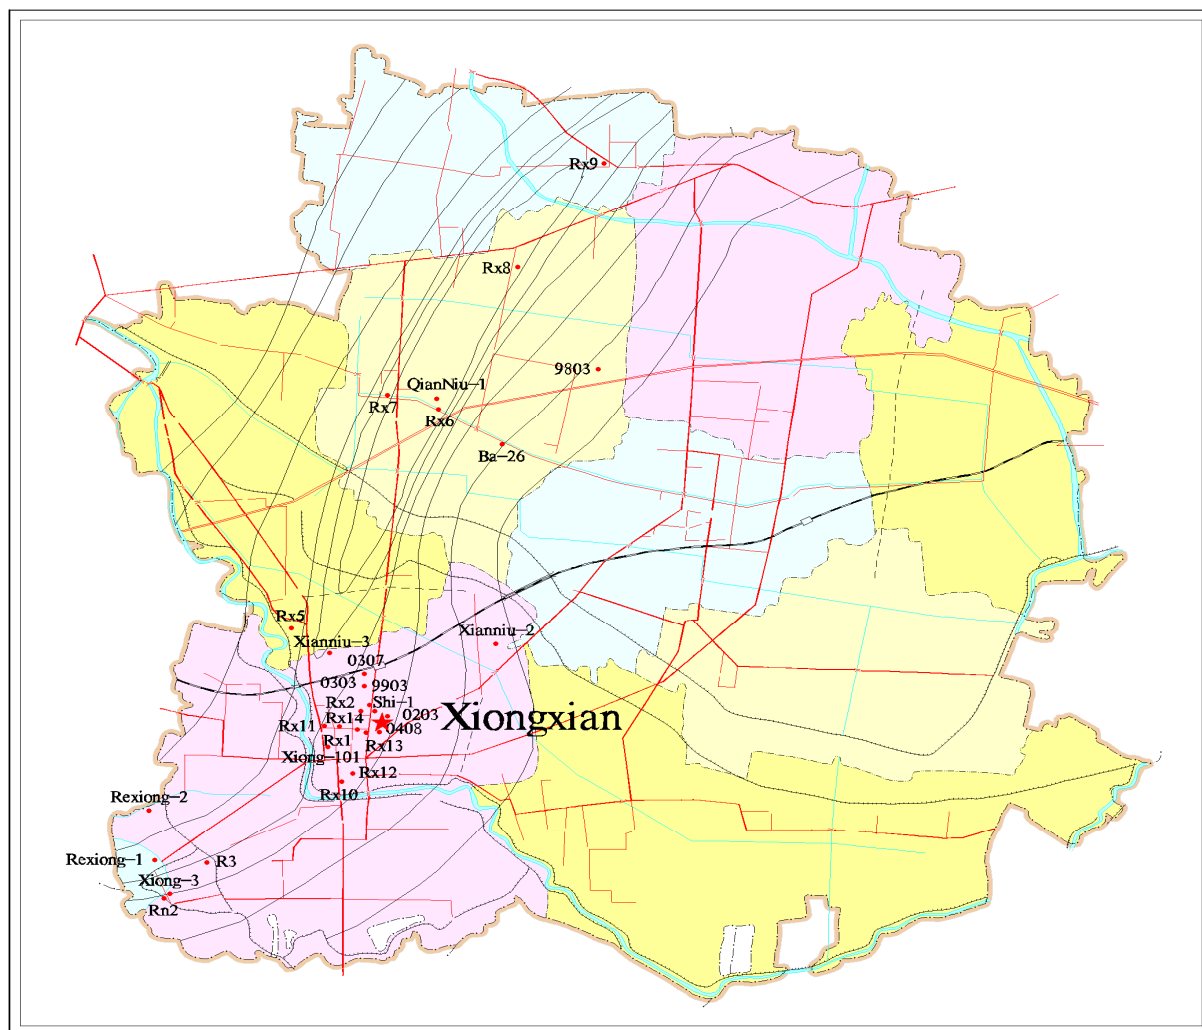 Rx9
Rx8
9803
QianNiu-1
Rx7
Rx6
Ba-26
Rx5
Xianniu-2
Xianniu-3
0307
0303
9903
Rx2
Shi-1
0203
Xiongxian
Rx11
Rx14
0408
Rx1
Rx13
Xiong-101
Rx12
Rx10
Rexiong-2
Rexiong-1
R3
Xiong-3
Rn2